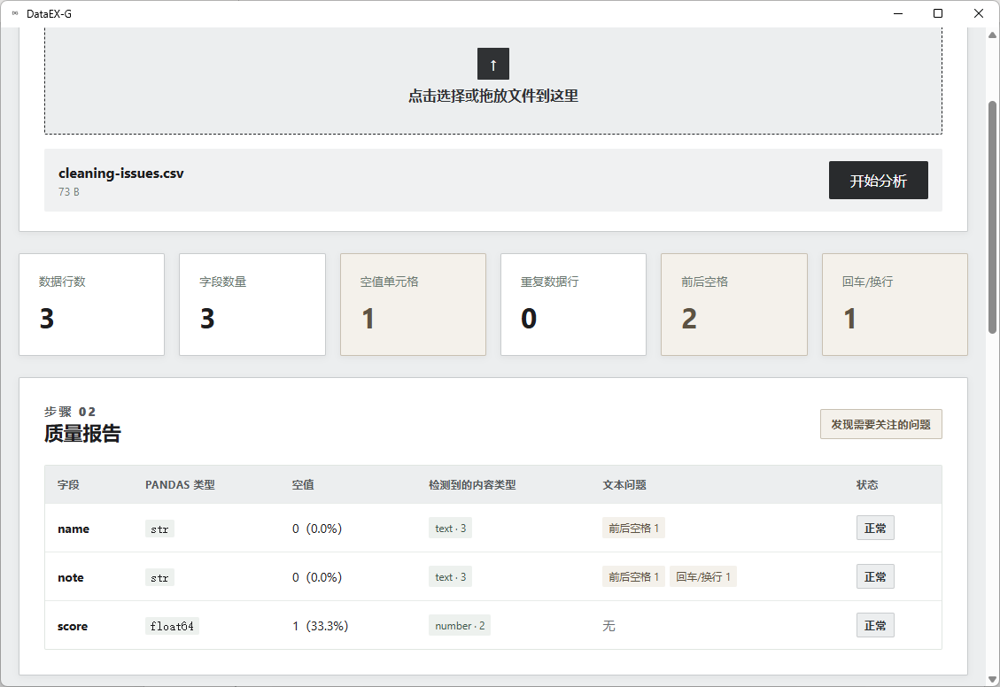 DataEX-G
↑
点击选择或拖放文件到这里
cleaning-issues.csv
73 B
开始分析
数据行数
3
字段数量
3
空值单元格
1
重复数据行
0
前后空格
2
回车/换行
1
步骤 02
质量报告
发现需要关注的问题
字段 PANDAS 类型 空值 检测到的内容类型 文本问题 状态
name str 0 (0.0%) text · 3 前后空格 1 正常
note str 0 (0.0%) text · 3 前后空格 1 回车/换行 1 正常
score float64 1 (33.3%) number · 2 无 正常